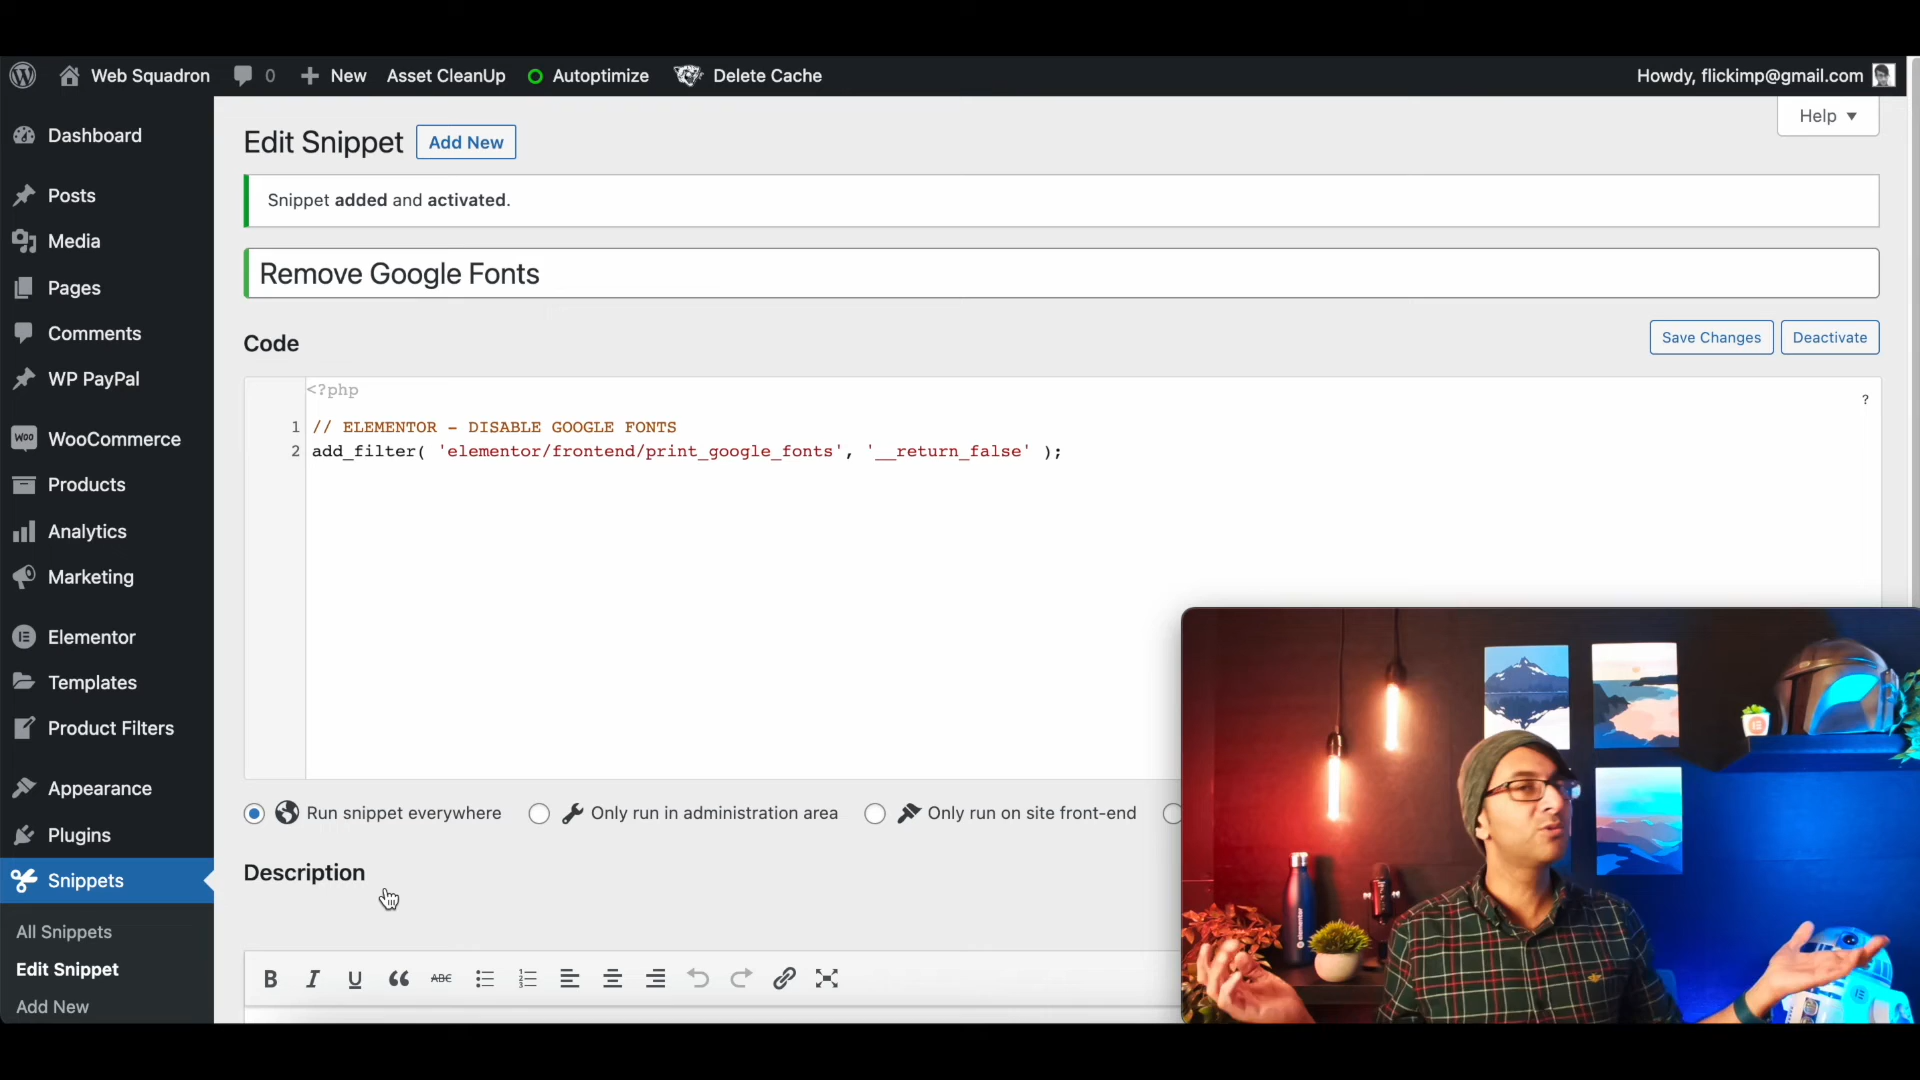 Web Squadron
0
New
Asset CleanUp
Autoptimize
Delete Cache
Howdy, flickimp@gmail.com
Dashboard
Posts
Media
Pages
Comments
WP PayPal
WooCommerce
Products
Analytics
Marketing
Elementor
Templates
Product Filters
Appearance
Plugins
Snippets
All Snippets
Edit Snippet
Add New
Help
Edit Snippet
Add New
Snippet added and activated.
Remove Google Fonts
Code
Save Changes
Deactivate
<?php
?
1 // ELEMENTOR - DISABLE GOOGLE FONTS
2 add_filter( 'elementor/frontend/print_google_fonts', '__return_false' );
Run snippet everywhere
Only run in administration area
Only run on site front-end
Description
B I U ABC
elementor